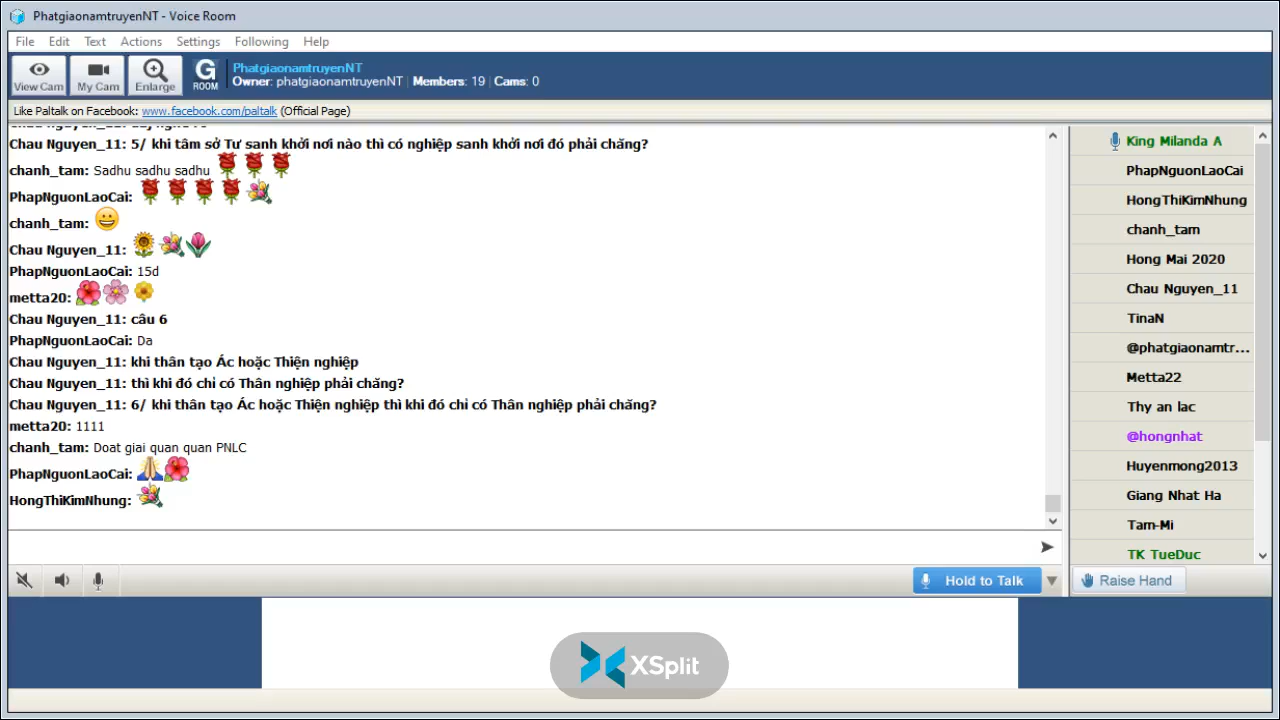 PhatgiaonamtruyenNT - Voice Room
File Edit Text Actions Settings Following Help
View Cam
My Cam
Enlarge
G
ROOM
PhatgiaonamtruyenNT
Owner: phatgiaonamtruyenNT | Members: 19 | Cams: 0
Like Paltalk on Facebook: www.facebook.com/paltalk (Official Page)
Chau Nguyen_11: 5/ khi tâm sở Tư sanh khởi nơi nào thì có nghiệp sanh khởi nơi đó phải chăng?
chanh_tam: Sadhu sadhu sadhu
PhapNguonLaoCai:
chanh_tam:
Chau Nguyen_11:
PhapNguonLaoCai: 15d
metta20:
Chau Nguyen_11: câu 6
PhapNguonLaoCai: Da
Chau Nguyen_11: khi thân tạo Ác hoặc Thiện nghiệp
Chau Nguyen_11: thì khi đó chỉ có Thân nghiệp phải chăng?
Chau Nguyen_11: 6/ khi thân tạo Ác hoặc Thiện nghiệp thì khi đó chỉ có Thân nghiệp phải chăng?
metta20: 1111
chanh_tam: Doat giai quan quan PNLC
PhapNguonLaoCai:
HongThiKimNhung:
King Milanda A
PhapNguonLaoCai
HongThiKimNhung
chanh_tam
Hong Mai 2020
Chau Nguyen_11
TinaN
@phatgiaonamtr...
Metta22
Thy an lac
@hongnhat
Huyenmong2013
Giang Nhat Ha
Tam-Mi
TK TueDuc
Hold to Talk
Raise Hand
XSplit